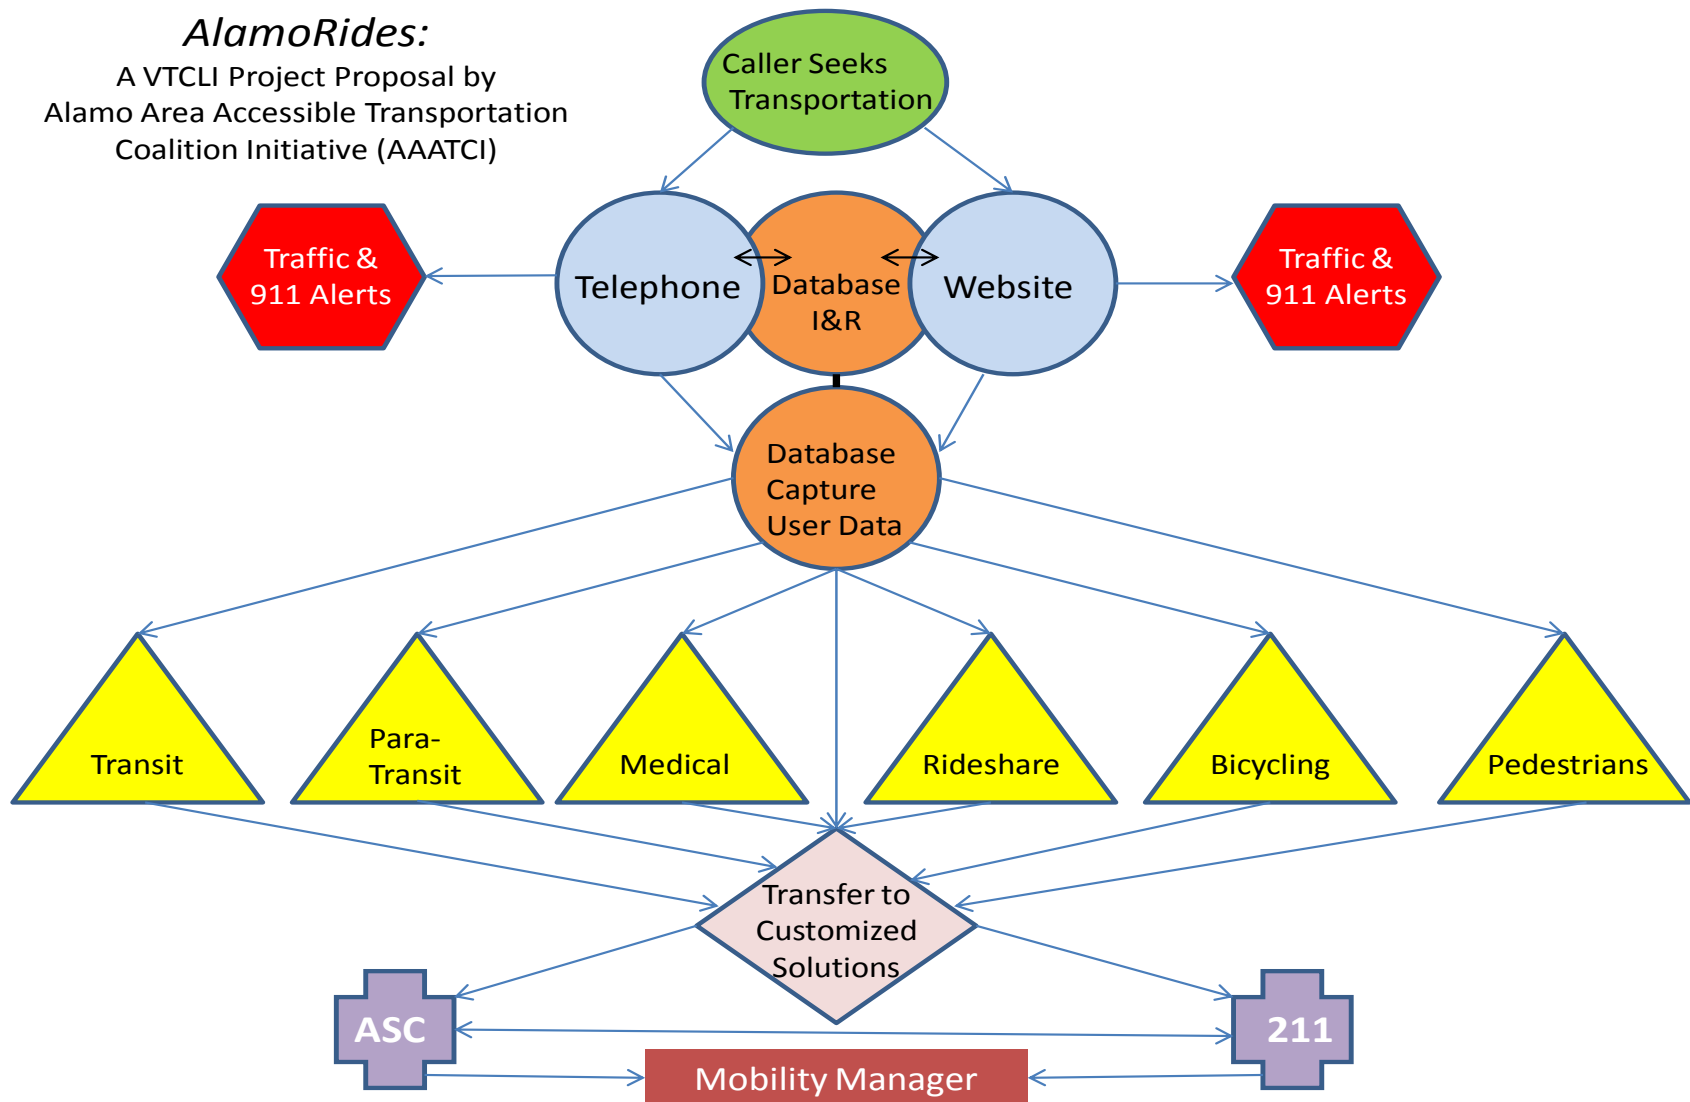 AlamoRides:
A VTCLI Project Proposal by
Alamo Area Accessible Transportation
Coalition Initiative (AAATCI)
Caller Seeks
Transportation
Traffic &
911 Alerts
Telephone
Database
I&R
Website
Traffic &
911 Alerts
Database
Capture
User Data
Transit
Para-
Transit
Medical
Rideshare
Bicycling
Pedestrians
Transfer to
Customized
Solutions
ASC
211
Mobility Manager